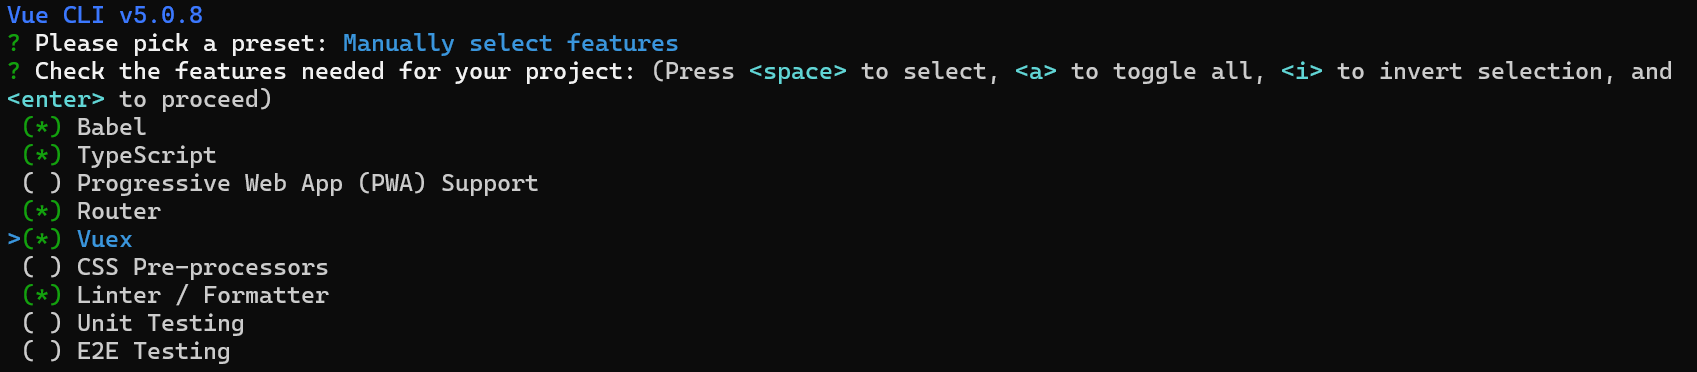 Vue CLI v5.0.8
? Please pick a preset: Manually select features
? Check the features needed for your project: (Press <space> to select, <a> to toggle all, <i> to invert selection, and
<enter> to proceed)
 (*) Babel
 (*) TypeScript
 ( ) Progressive Web App (PWA) Support
 (*) Router
>(*) Vuex
 ( ) CSS Pre-processors
 (*) Linter / Formatter
 ( ) Unit Testing
 ( ) E2E Testing